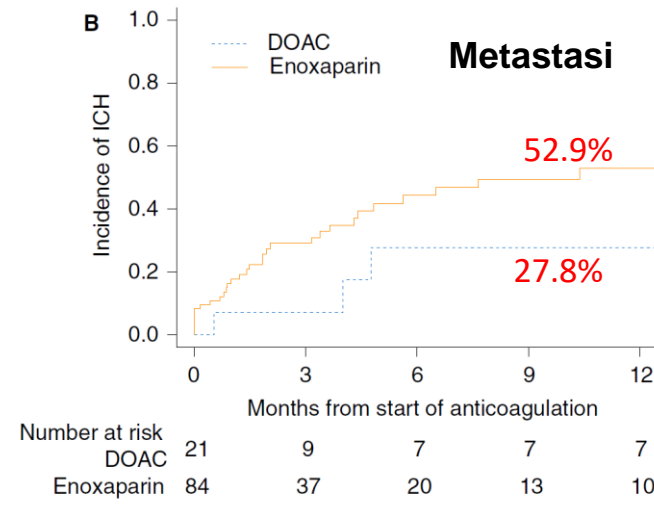 B
1.0
DOAC
Enoxaparin
Metastasi
0.8
0.6
52.9%
0.4
0.2
27.8%
0.0
Incidence of ICH
0 3 6 9 12
Months from start of anticoagulation
Number at risk
DOAC 21 9 7 7 7
Enoxaparin 84 37 20 13 10